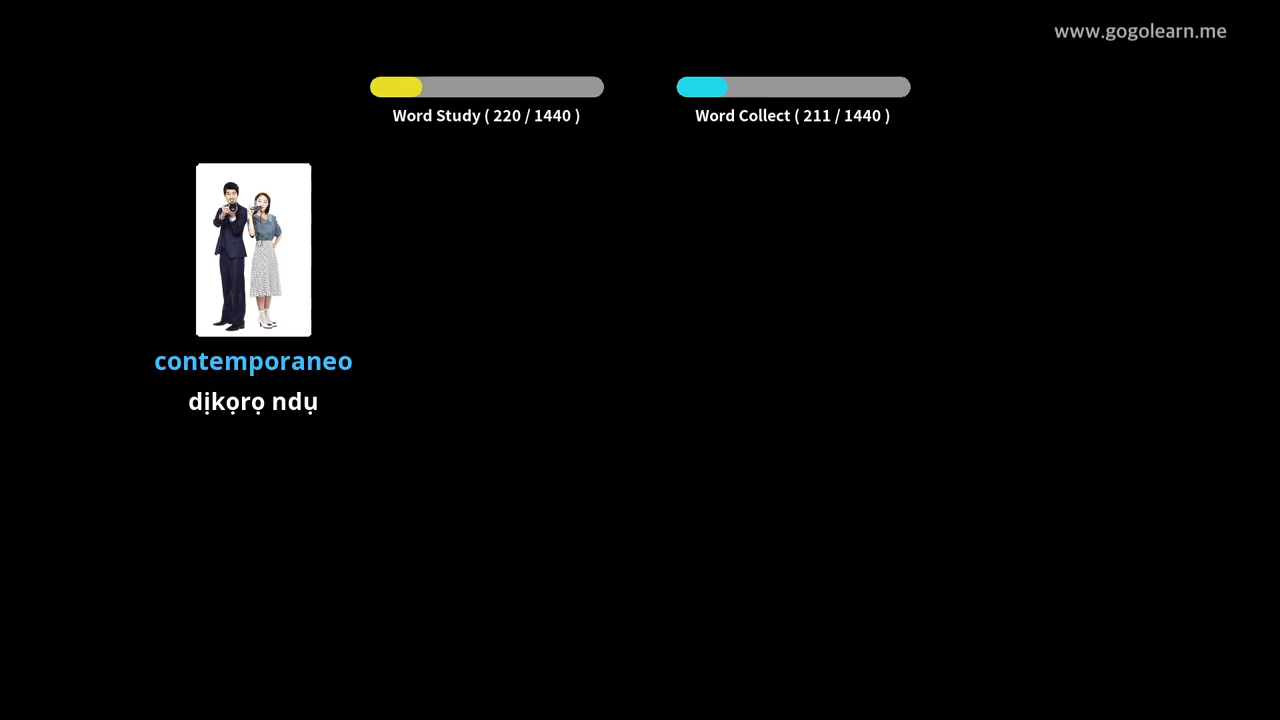 www.gogolearn.me
Word Study ( 220 / 1440 )
Word Collect ( 211 / 1440 )
contemporaneo
dịkọrọ ndụ